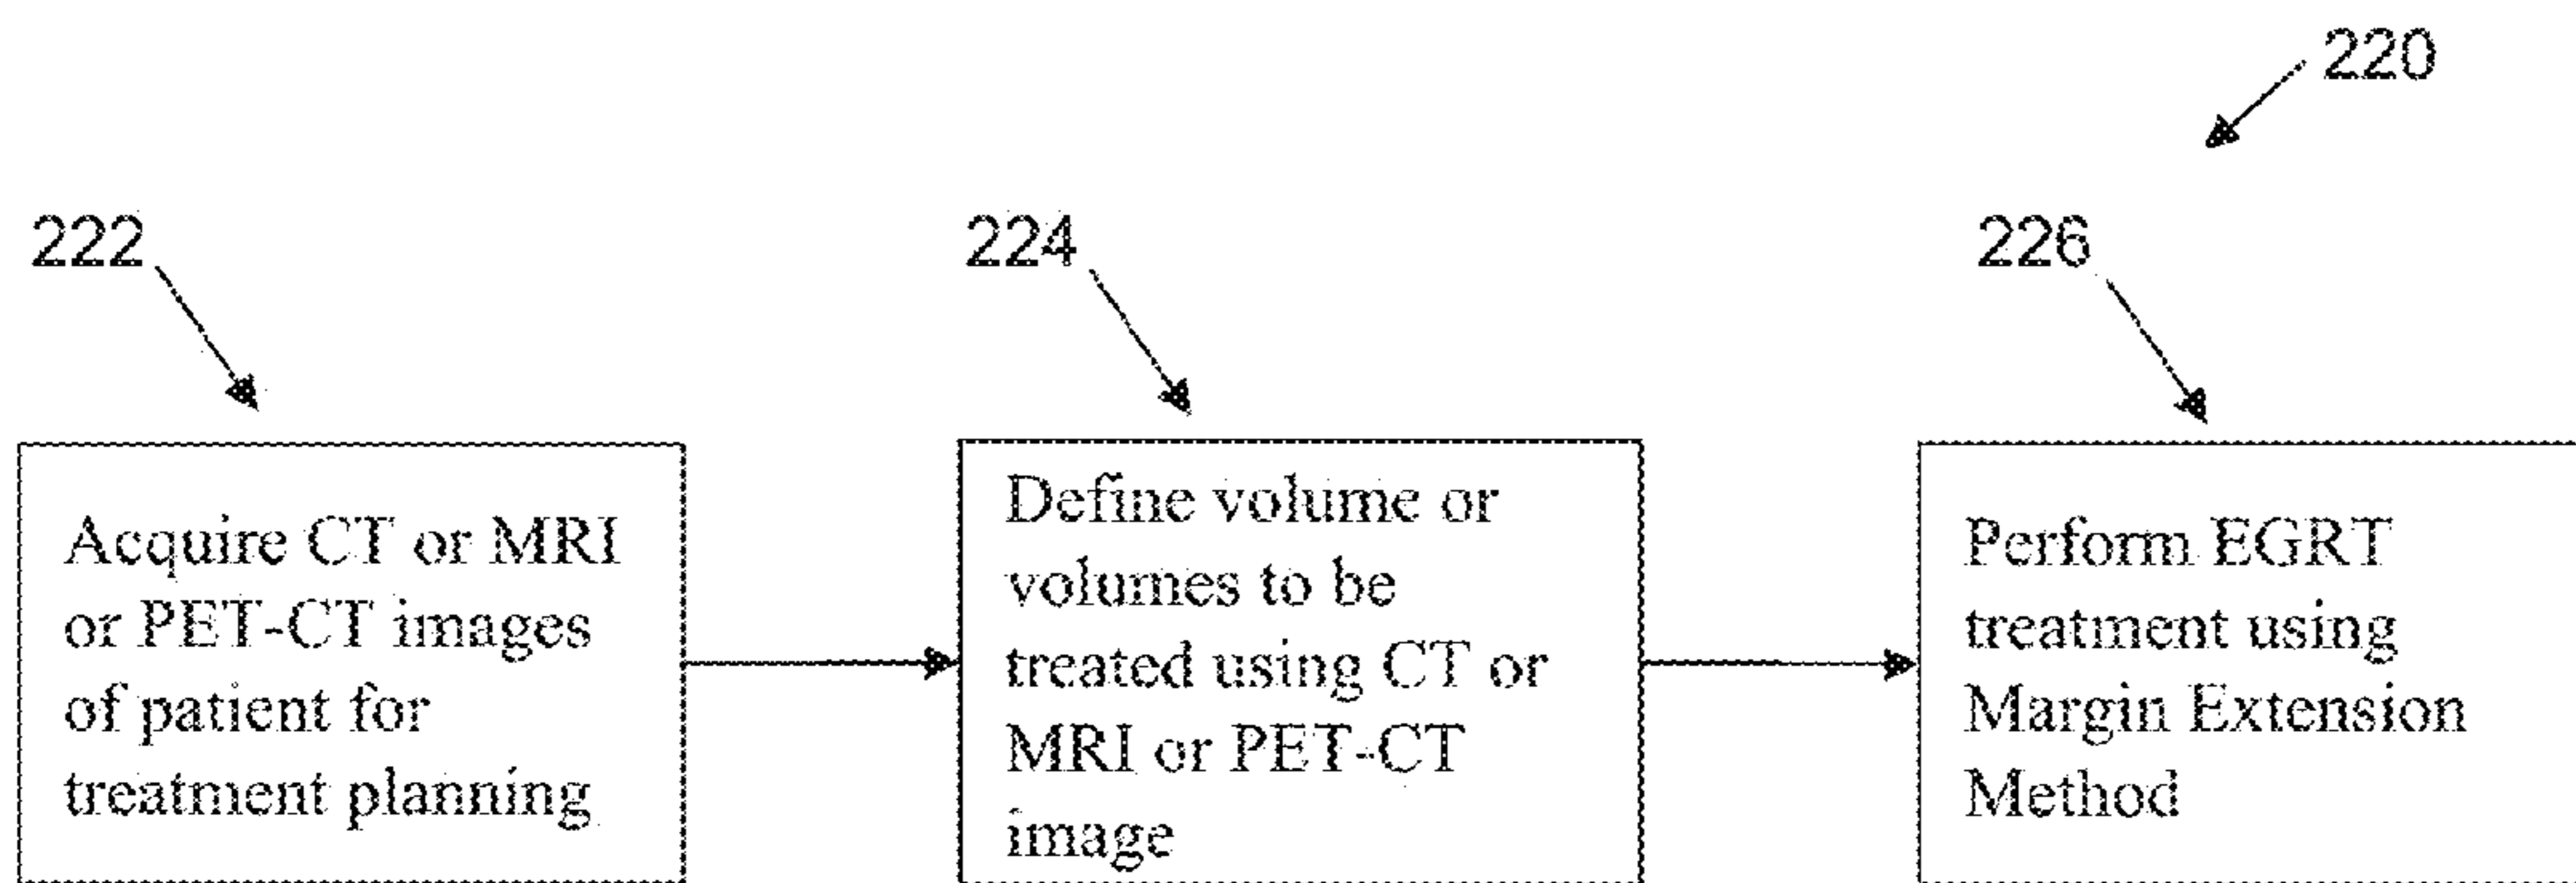 220
222
224
226
Acquire CT or MRI
or PET-CT images
of patient for
treatment planning
Define volume or
volumes to be
treated using CT or
MRI or PET-CT
image
Perform EGRT
treatment using
Margin Extension
Method